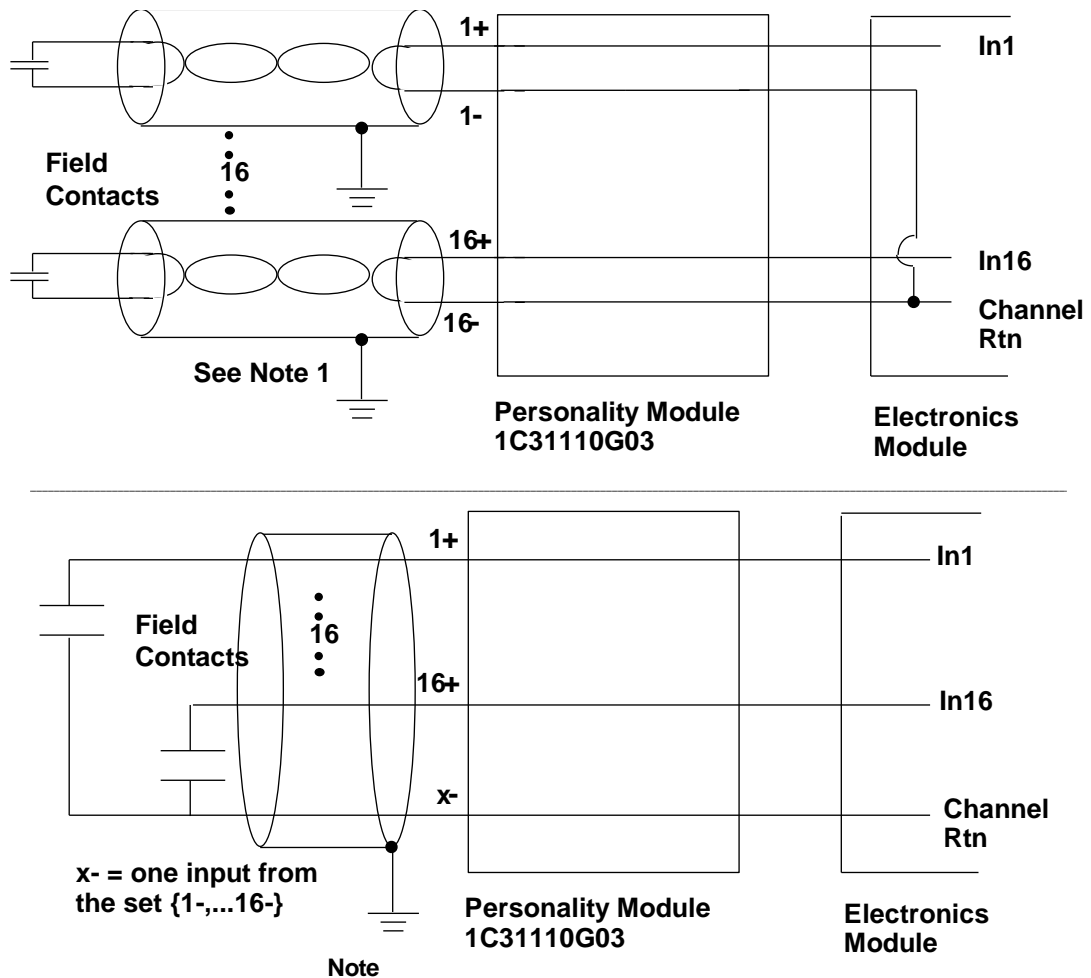 1+
In1
1-
Field
Contacts
16
16+
In16
16-
Channel
Rtn
See Note 1
Personality Module
1C31110G03
Electronics
Module
1+
In1
Field
Contacts
16
16+
In16
x-
Channel
Rtn
x- = one input from
the set {1-,...16-}
Personality Module
1C31110G03
Electronics
Module
Note